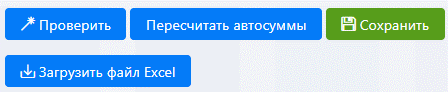 Проверить Пересчитать автосуммы Сохранить
Загрузить файл Excel